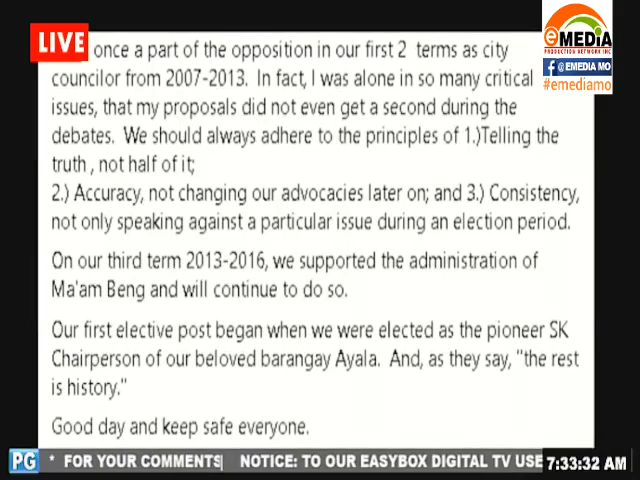 LIVE
eMEDIA
PRODUCTION NETWORK INC
f @EMEDIA MO
#emediamo
once a part of the opposition in our first 2 terms as city
councilor from 2007-2013. In fact, I was alone in so many critical
issues, that my proposals did not even get a second during the
debates. We should always adhere to the principles of 1.)Telling the
truth , not half of it;
2.) Accuracy, not changing our advocacies later on; and 3.) Consistency,
not only speaking against a particular issue during an election period.
On our third term 2013-2016, we supported the administration of
Ma'am Beng and will continue to do so.
Our first elective post began when we were elected as the pioneer SK
Chairperson of our beloved barangay Ayala. And, as they say, "the rest
is history."
Good day and keep safe everyone.
PG * FOR YOUR COMMENTS| NOTICE: TO OUR EASYBOX DIGITAL TV USE 7:33:32 AM